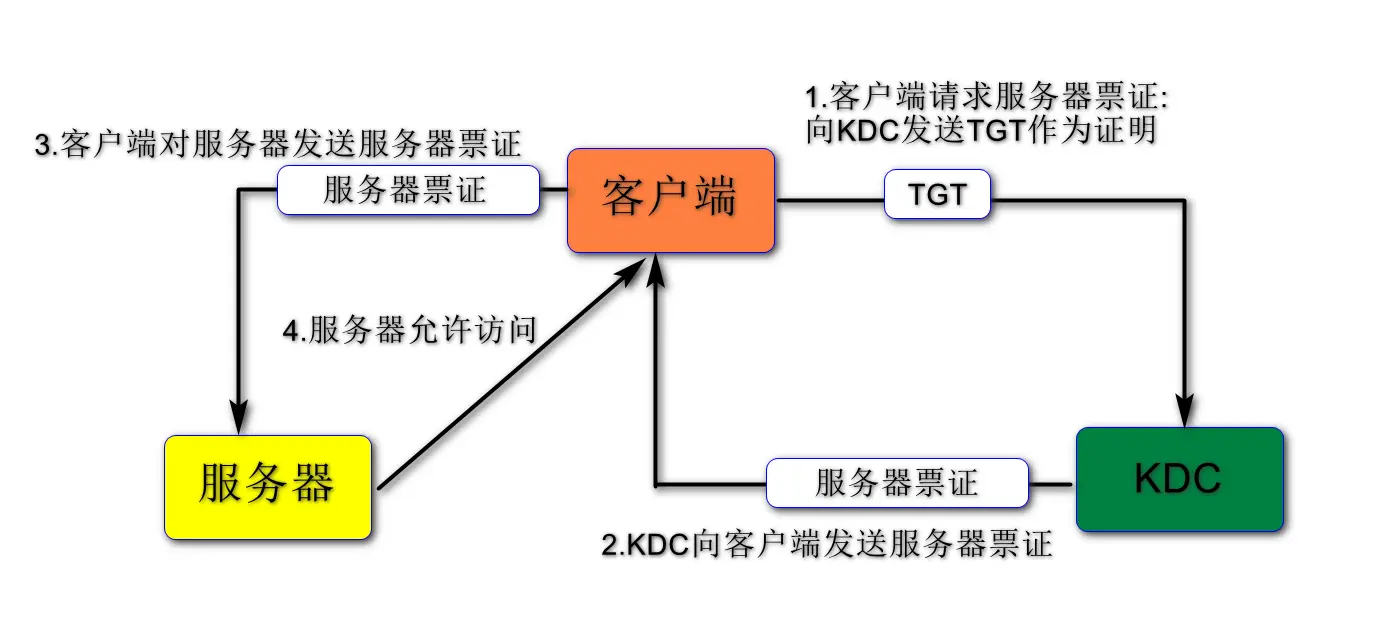 1.客户端请求服务器票证:
向KDC发送TGT作为证明
3.客户端对服务器发送服务器票证
服务器票证
客户端
TGT
4.服务器允许访问
服务器
服务器票证
KDC
2.KDC向客户端发送服务器票证